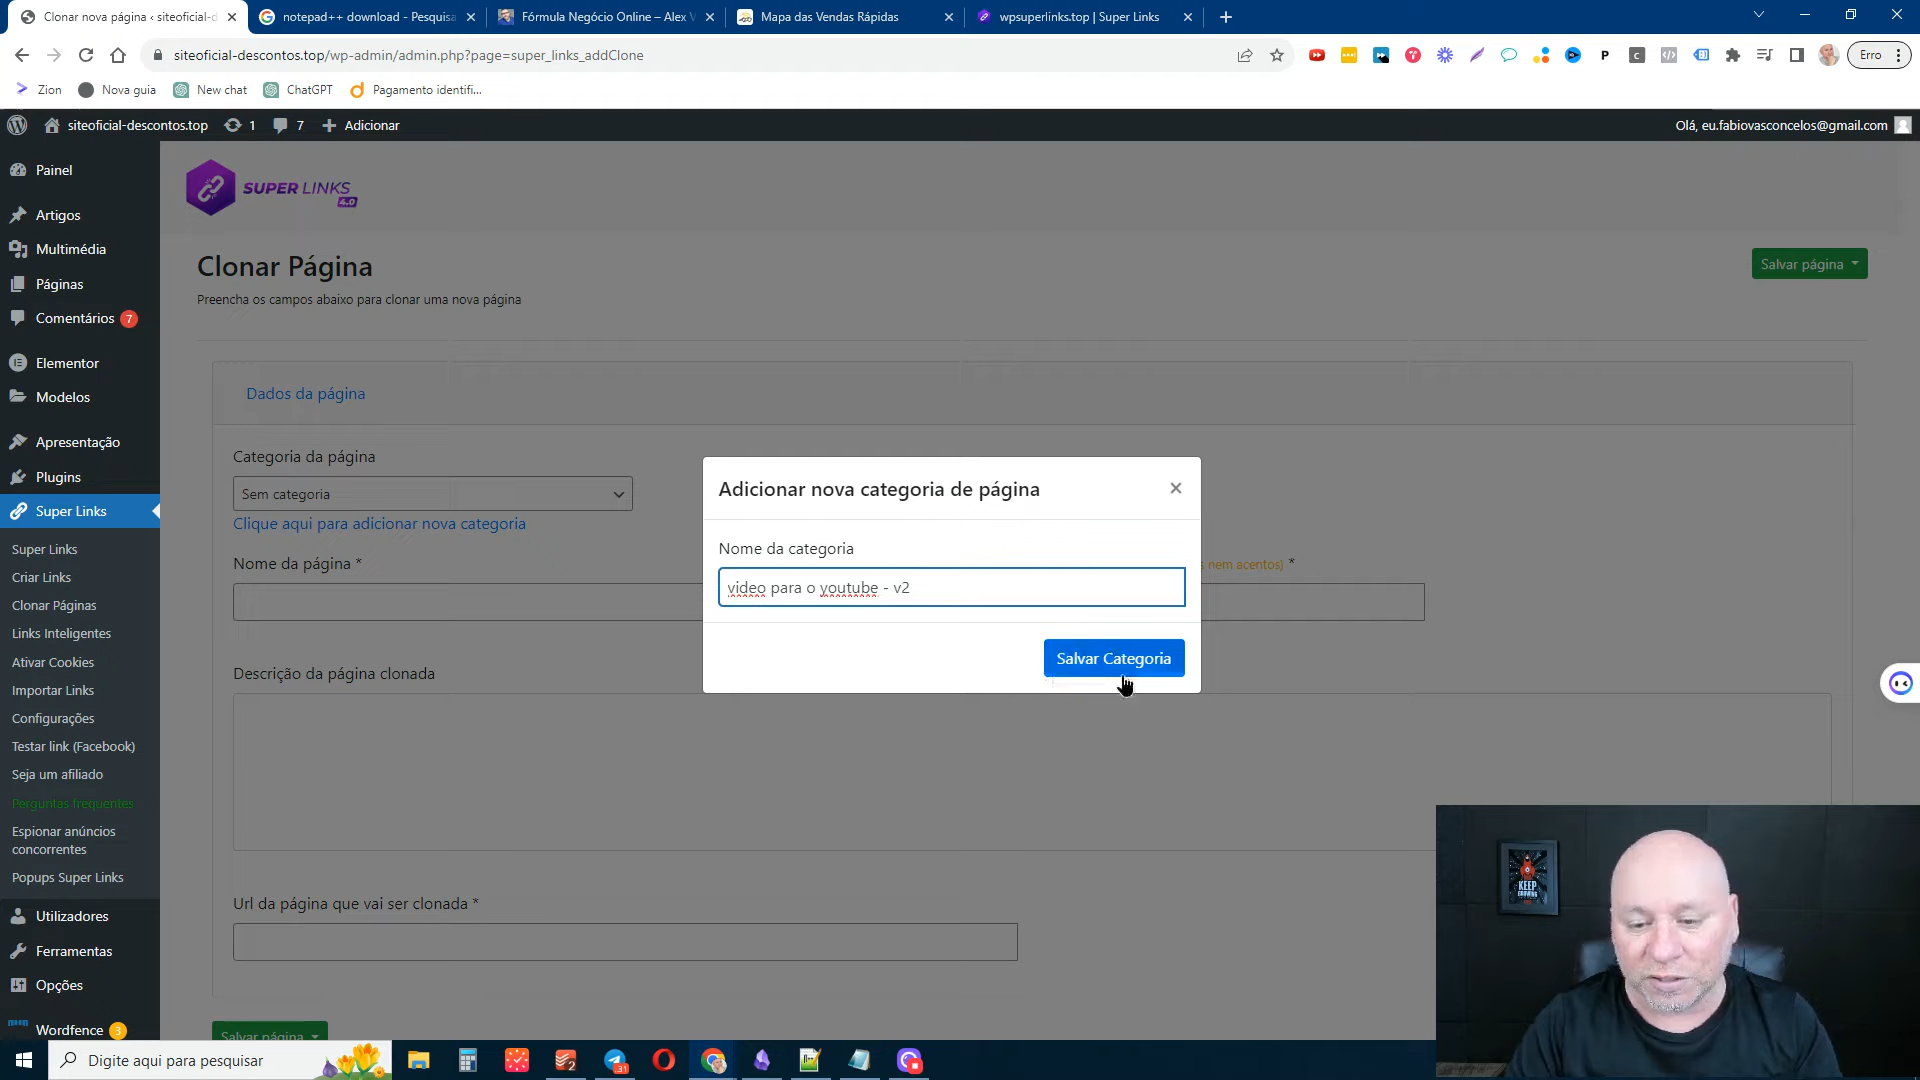 Clonar nova página ‹ siteoficial-d
notepad++ download - Pesquisa
Fórmula Negócio Online – Alex V
Mapa das Vendas Rápidas
wpsuperlinks.top | Super Links
siteoficial-descontos.top/wp-admin/admin.php?page=super_links_addClone
Erro
Zion
Nova guia
New chat
ChatGPT
Pagamento identifi...
siteoficial-descontos.top
1
7
Adicionar
Olá, eu.fabiovasconcelos@gmail.com
Painel
Artigos
Multimédia
Páginas
Comentários 7
Elementor
Modelos
Apresentação
Plugins
Super Links
Super Links
Criar Links
Clonar Páginas
Links Inteligentes
Ativar Cookies
Importar Links
Configurações
Testar link (Facebook)
Seja um afiliado
Perguntas frequentes
Espionar anúncios
concorrentes
Popups Super Links
Utilizadores
Ferramentas
Opções
Wordfence 3
SUPER LINKS
4.0
Clonar Página
Preencha os campos abaixo para clonar uma nova página
Salvar página
Dados da página
Categoria da página
Sem categoria
Clique aqui para adicionar nova categoria
Nome da página *
s nem acentos) *
Descrição da página clonada
Url da página que vai ser clonada *
Salvar página
Adicionar nova categoria de página
×
Nome da categoria
video para o youtube - v2
Salvar Categoria
KEEP
GROWING
Digite aqui para pesquisar
2
31